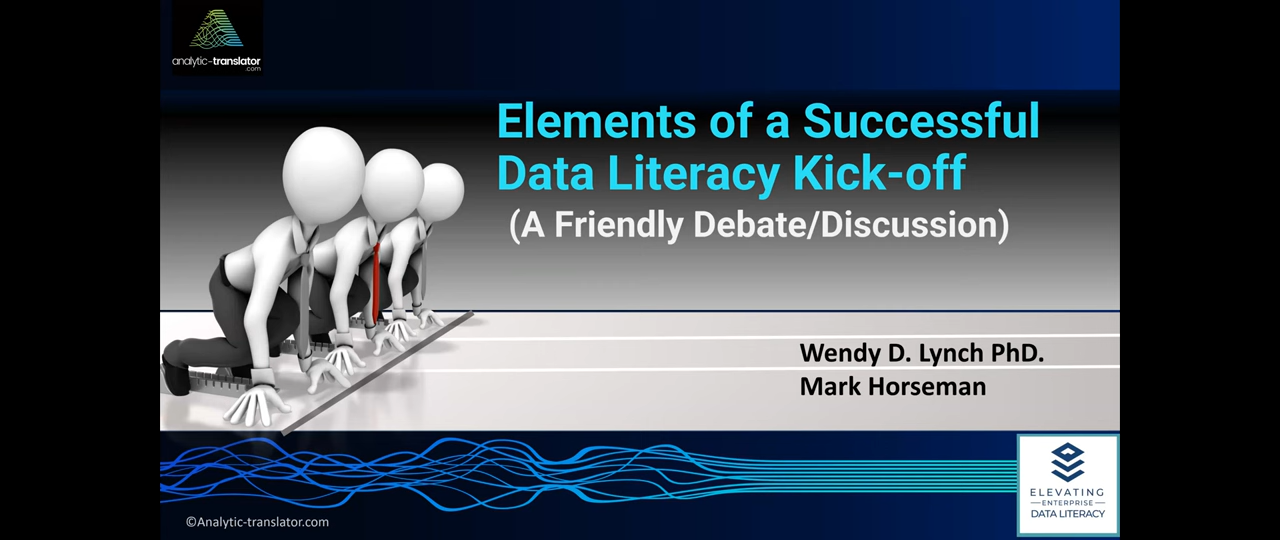 analytic-translator
.com
Elements of a Successful
Data Literacy Kick-off
(A Friendly Debate/Discussion)
Wendy D. Lynch PhD.
Mark Horseman
©Analytic-translator.com
ELEVATING
ENTERPRISE
DATA LITERACY